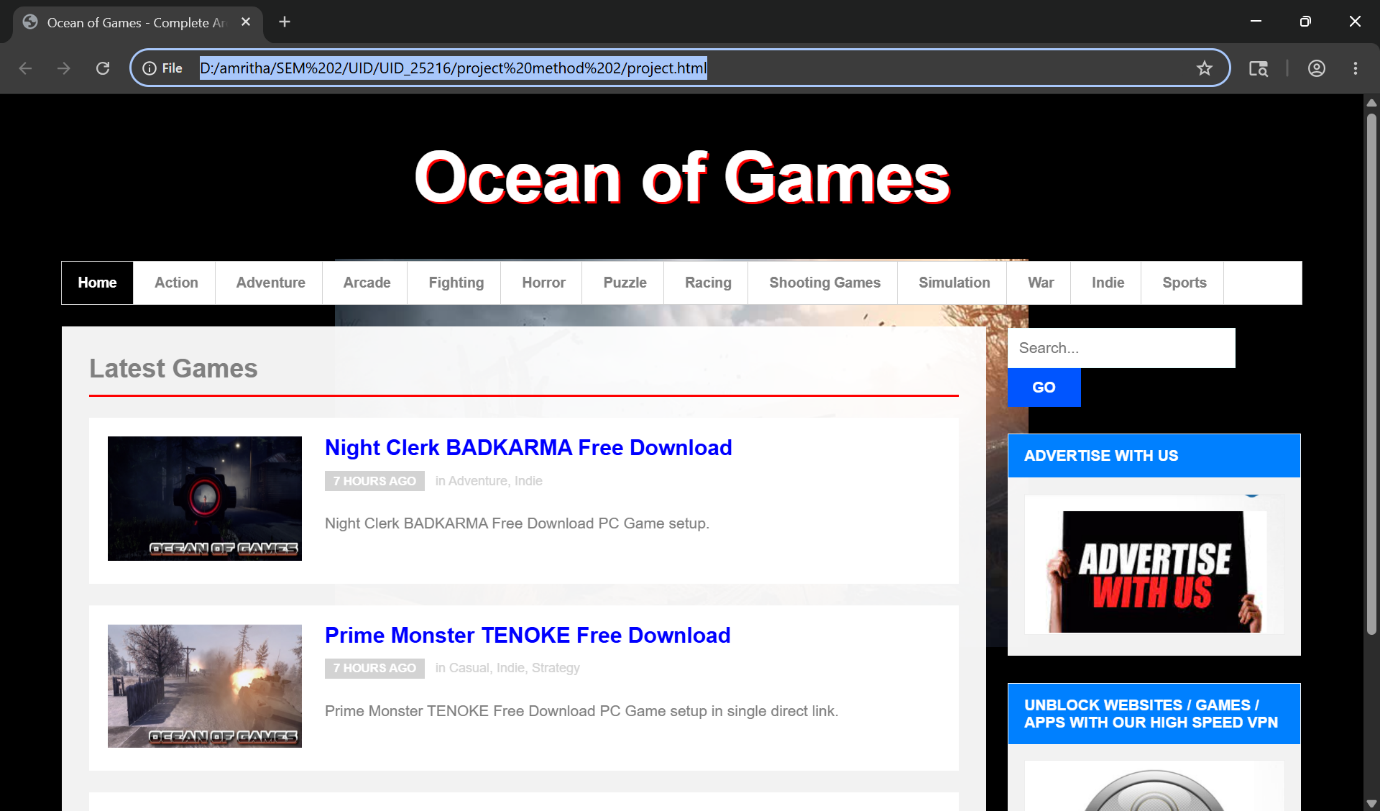 Ocean of Games - Complete An
File D:/amritha/SEM%202/UID/UID_25216/project%20method%202/project.html
Ocean of Games
Home Action Adventure Arcade Fighting Horror Puzzle Racing Shooting Games Simulation War Indie Sports
Latest Games
Night Clerk BADKARMA Free Download
7 HOURS AGO in Adventure, Indie
Night Clerk BADKARMA Free Download PC Game setup.
OCEAN OF GAMES
Prime Monster TENOKE Free Download
7 HOURS AGO in Casual, Indie, Strategy
Prime Monster TENOKE Free Download PC Game setup in single direct link.
OCEAN OF GAMES
Search...
GO
ADVERTISE WITH US
ADVERTISE
WITH US
UNBLOCK WEBSITES / GAMES /
APPS WITH OUR HIGH SPEED VPN